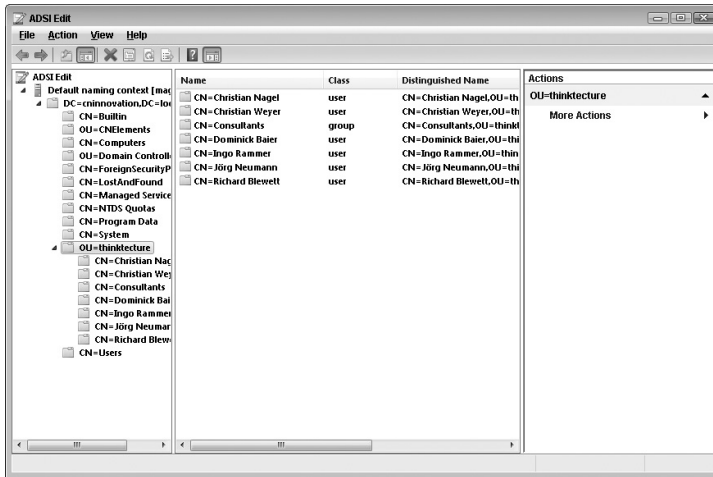 ADSI Edit
File Action View Help
ADSI Edit
Default naming context [mag
DC=cninnovation,DC=lo
CN=Builtin
OU=CNElements
CN=Computers
OU=Domain Controll
CN=ForeignSecurityP
CN=LostAndFound
CN=Managed Service
CN=NTDS Quotas
CN=Program Data
CN=System
OU=thinktecture
CN=Christian Nag
CN=Christian Wey
CN=Consultants
CN=Dominick Bai
CN=Ingo Rammer
CN=Jörg Neumar
CN=Richard Blew
CN=Users
Name Class Distinguished Name
CN=Christian Nagel user CN=Christian Nagel,OU=th
CN=Christian Weyer user CN=Christian Weyer,OU=th
CN=Consultants group CN=Consultants,OU=thinkt
CN=Dominick Baier user CN=Dominick Baier,OU=thi
CN=Ingo Rammer user CN=Ingo Rammer,OU=thin
CN=Jörg Neumann user CN=Jörg Neumann,OU=thi
CN=Richard Blewett user CN=Richard Blewett,OU=thi
Actions
OU=thinktecture
More Actions